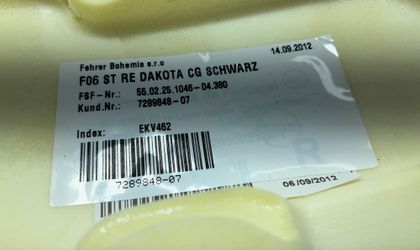 Fehrer Bohemia s.r.o
14.09.2012
F06 ST RE DAKOTA CG SCHWARZ
FSF-Nr.: 55.02.25.1046-04.380
Kund.Nr.: 7289848-07
Index: EKV462
7289848-07
R
06/09/2012